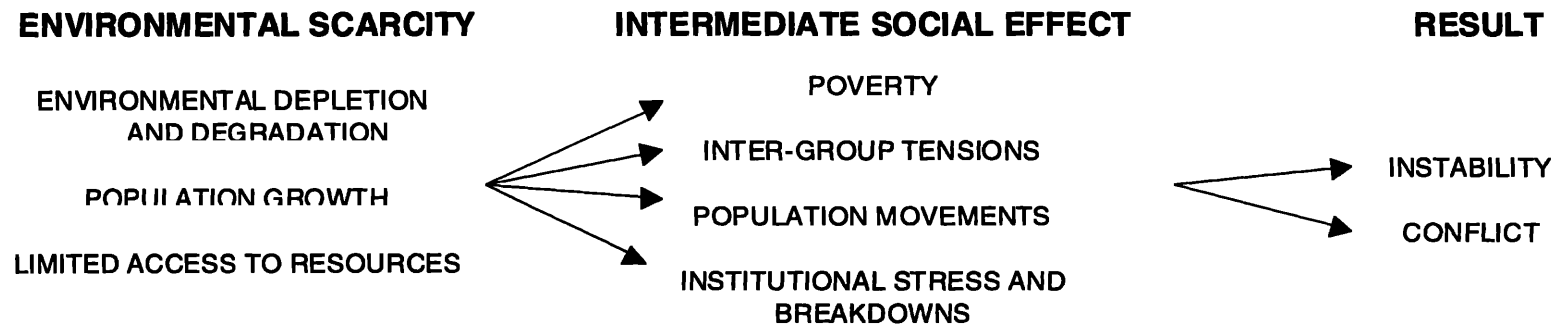 ENVIRONMENTAL SCARCITY
ENVIRONMENTAL DEPLETION
AND DEGRADATION
POPULATION GROWTH
LIMITED ACCESS TO RESOURCES
INTERMEDIATE SOCIAL EFFECT
POVERTY
INTER-GROUP TENSIONS
POPULATION MOVEMENTS
INSTITUTIONAL STRESS AND
BREAKDOWNS
RESULT
INSTABILITY
CONFLICT